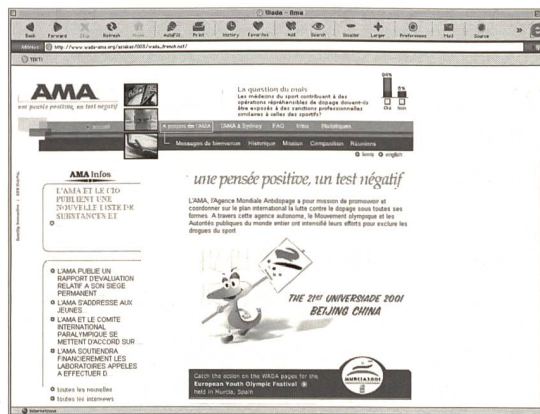 Wada - Ama
Back Forward Stop Refresh Home AutoFill Print History Favorites Add Search Smaller Larger Preferences Mail Source
http://www.wada-ama.org/asiakas/003/wada_french.nsf/
TEKTI
AMA
une pensée positive, un test négatif
La question du mois
Les médecins du sport contribuant à des
opérations répréhensibles de dopage doivent-ils
être exposés à des sanctions professionnelles
similaires à celles des sportifs?
Oui Non
accueil
A propos de l'AMA L'AMA à Sydney FAQ Infos Statistiques
Messages de bienvenue Historique Mission Composition Réunions
liens english
AMA Infos
L'AMA ET LE CIO
PUBLIENT UNE
NOUVELLE LISTE DE
SUBSTANCES ET
L'AMA PUBLIE UN
RAPPORT D'EVALUATION
RELATIF A SON SIEGE
PERMANENT
L'AMA S'ADDRESSE AUX
JEUNES...
L'AMA ET LE COMITE
INTERNATIONAL
PARALYMPIQUE SE
METTENT D'ACCORD SUR ...
L'AMA SOUTIENDRA
FINANCIEREMENT LES
LABORATOIRES APPELES
A EFFECTUER D...
toutes les nouvelles
toutes les interviews
une pensée positive, un test négatif
L'AMA, l'Agence Mondiale Antidopage a pour mission de promouvoir et
coordonner sur le plan international la lutte contre le dopage sous toutes ses
formes. A travers cette agence autonome, le Mouvement olympique et les
Autorités publiques du monde entier ont intensifié leurs efforts pour exclure les
drogues du sport.
THE 21ST UNIVERSIADE 2001
BEIJING CHINA
Catch the action on the WADA pages for the
European Youth Olympic Festival
held in Murcia, Spain
MURCIA2001